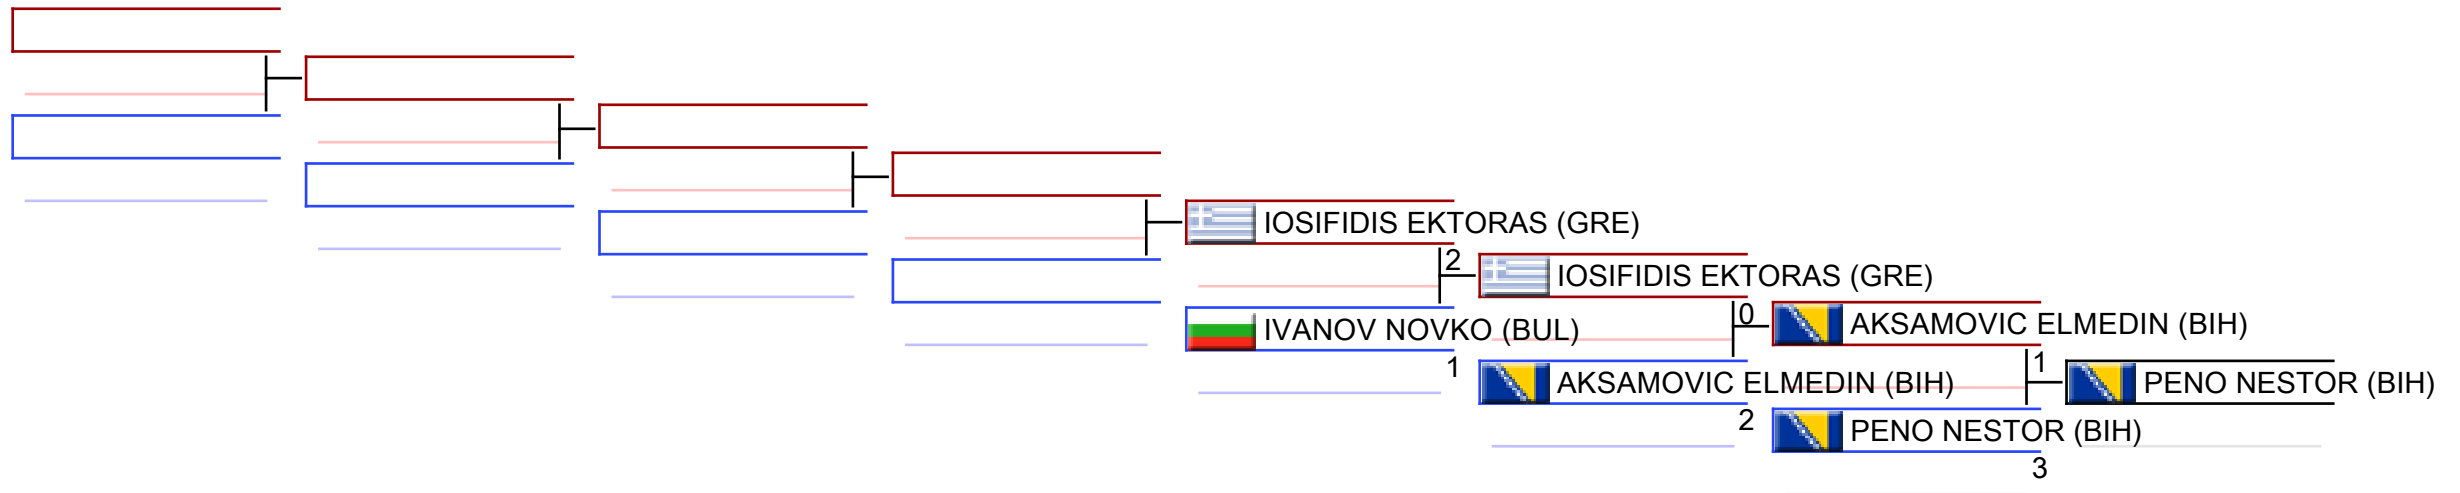 IOSIFIDIS EKTORAS (GRE)
2
IOSIFIDIS EKTORAS (GRE)
IVANOV NOVKO (BUL)
1
0
AKSAMOVIC ELMEDIN (BIH)
AKSAMOVIC ELMEDIN (BIH)
2
1
PENO NESTOR (BIH)
PENO NESTOR (BIH)
3